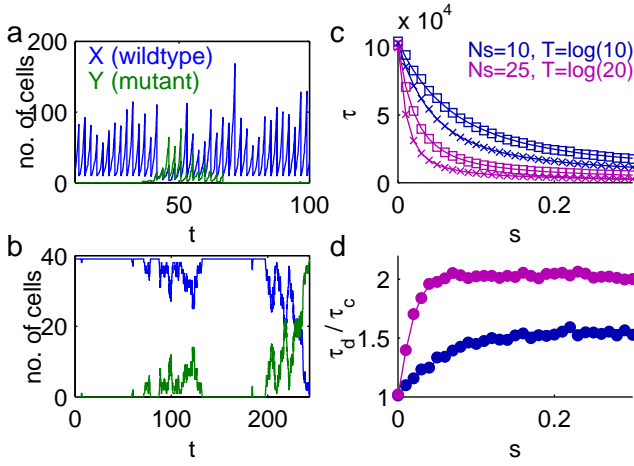 a
200
100
0
no. of cells
X (wildtype)
Y (mutant)
50
100
t
b
40
20
0
no. of cells
0
100
200
t
c
x 10⁴
10
5
0
τ
Ns=10, T=log(10)
Ns=25, T=log(20)
0
0.2
s
d
2
1.5
1
τd / τc
0
0.2
s